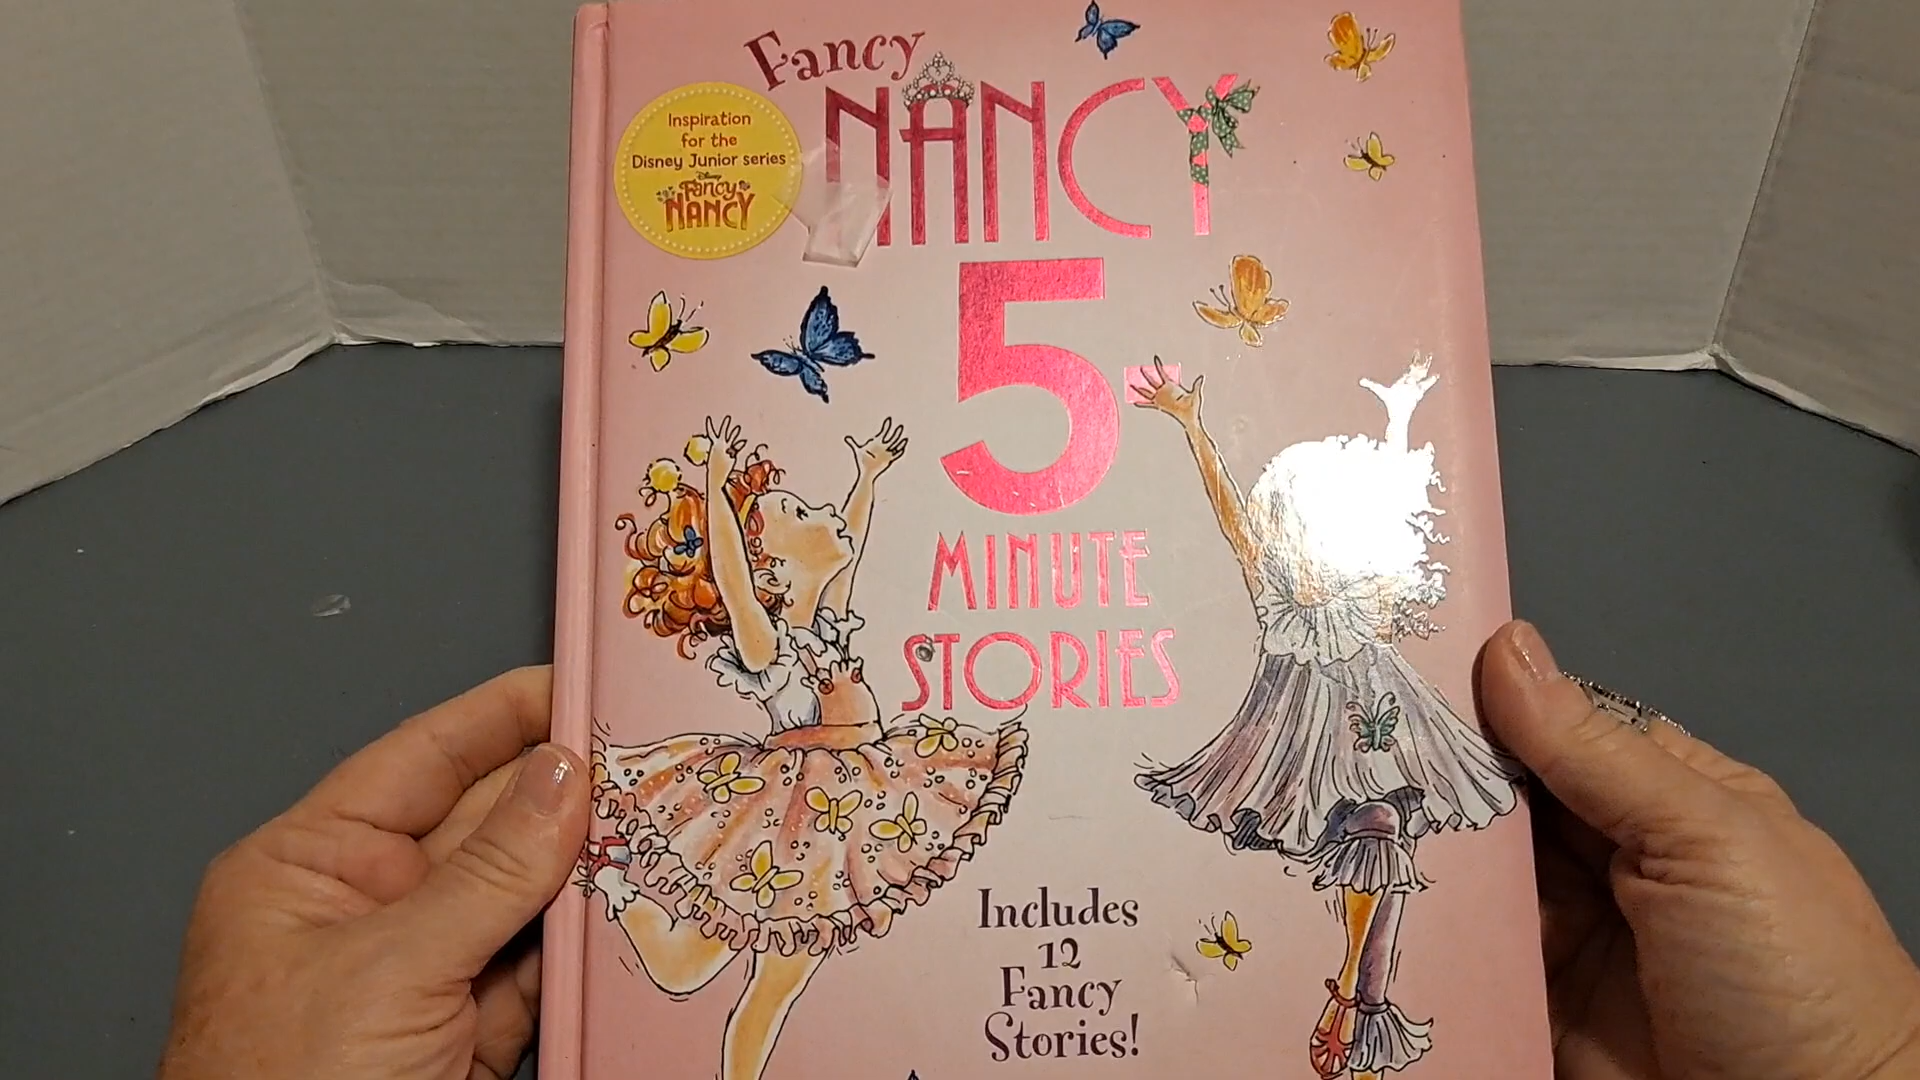 Fancy
NANCY
Inspiration
for the
Disney Junior series
Disney
Fancy
NANCY
5-
MINUTE
STORIES
Includes
12
Fancy
Stories!